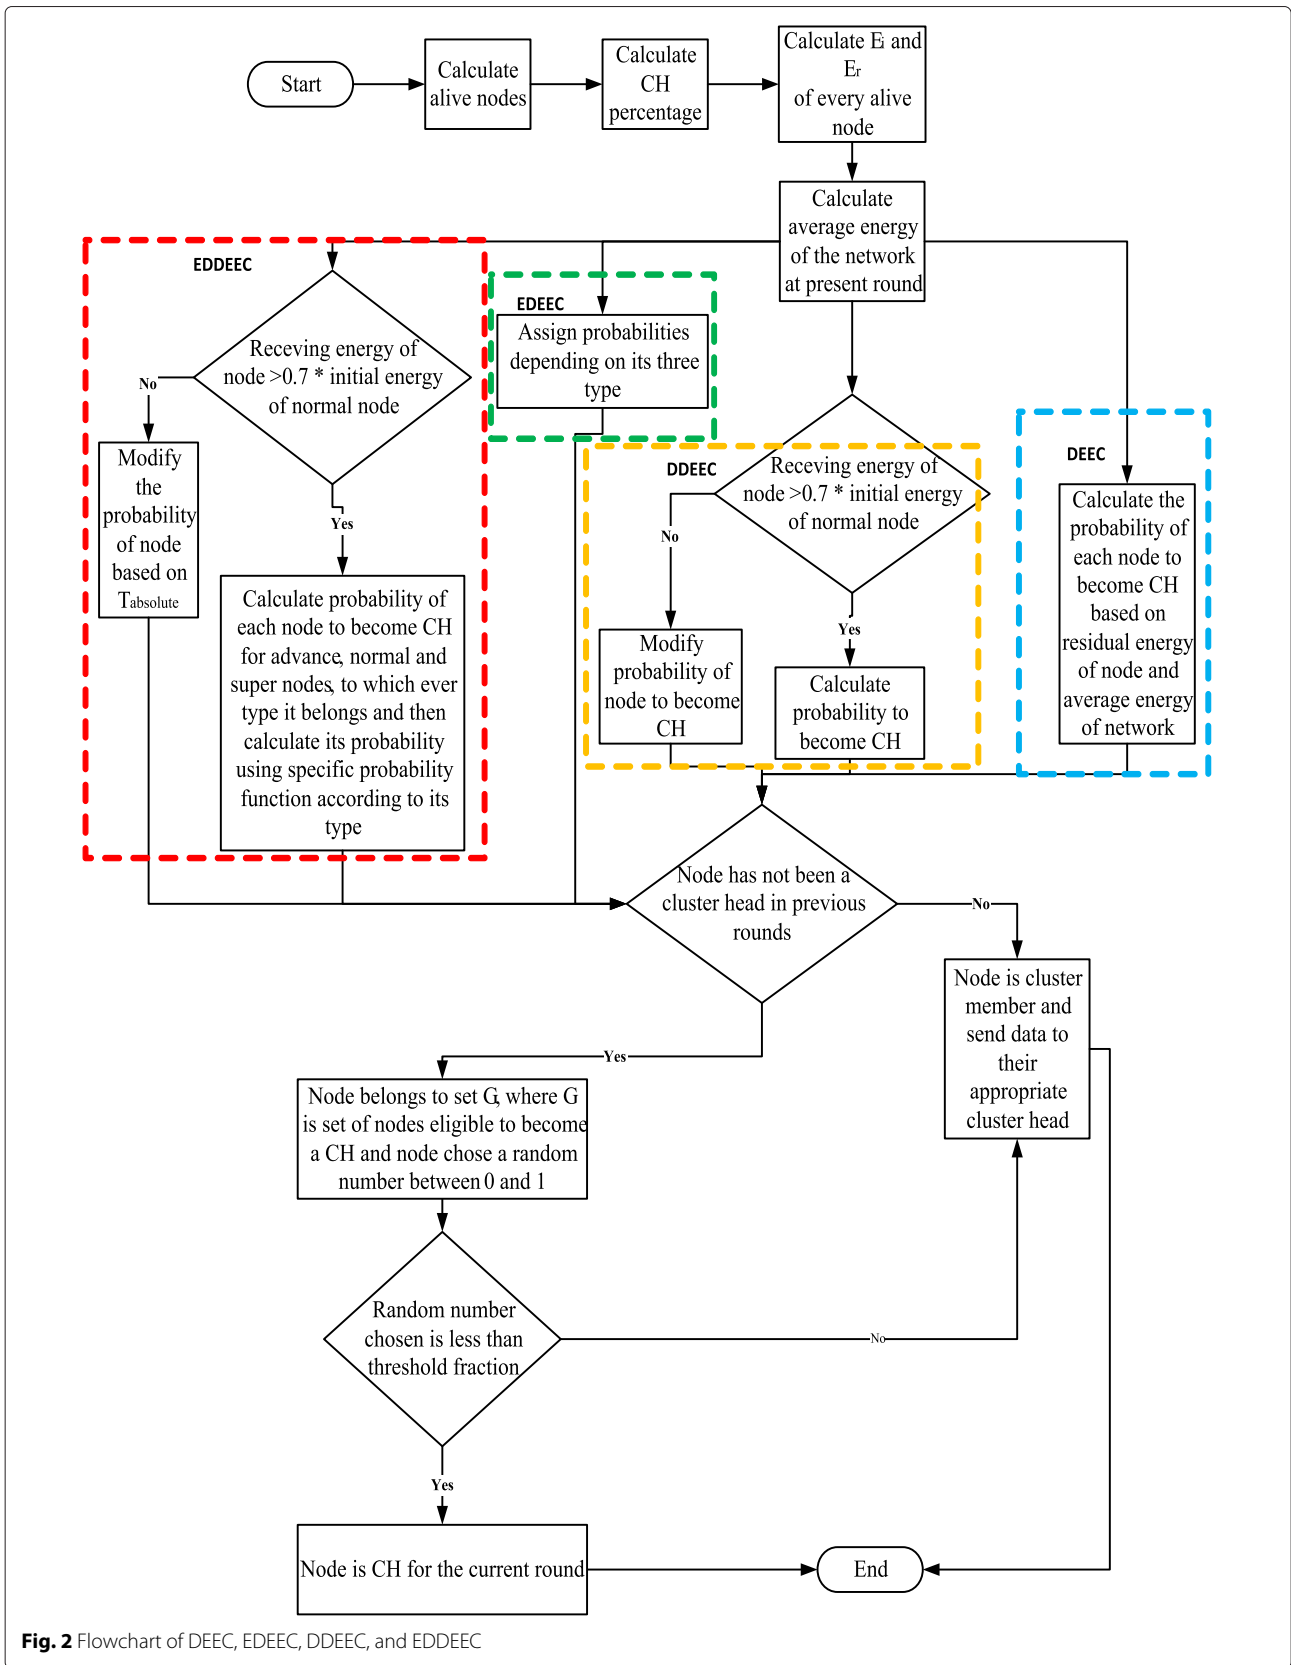 Start
Calculate
alive nodes
Calculate
CH
percentage
Calculate Ei and
Er
of every alive
node
Calculate
average energy
of the network
at present round
EDDEEC
Receving energy of
node >0.7 * initial energy
of normal node
No
Yes
Modify
the
probability
of node
based on
Tabsolute
Calculate probability of
each node to become CH
for advance, normal and
super nodes, to which ever
type it belongs and then
calculate its probability
using specific probability
function according to its
type
EDEEC
Assign probabilities
depending on its three
type
DDEEC
Receving energy of
node >0.7 * initial energy
of normal node
No
Yes
Modify
probability of
node to become
CH
Calculate
probability to
become CH
DEEC
Calculate the
probability of
each node to
become CH
based on
residual energy
of node and
average energy
of network
Node has not been a
cluster head in previous
rounds
No
Yes
Node is cluster
member and
send data to
their
appropriate
cluster head
Node belongs to set G, where G
is set of nodes eligible to become
a CH and node chose a random
number between 0 and 1
Random number
chosen is less than
threshold fraction
No
Yes
Node is CH for the current round
End
Fig. 2 Flowchart of DEEC, EDEEC, DDEEC, and EDDEEC